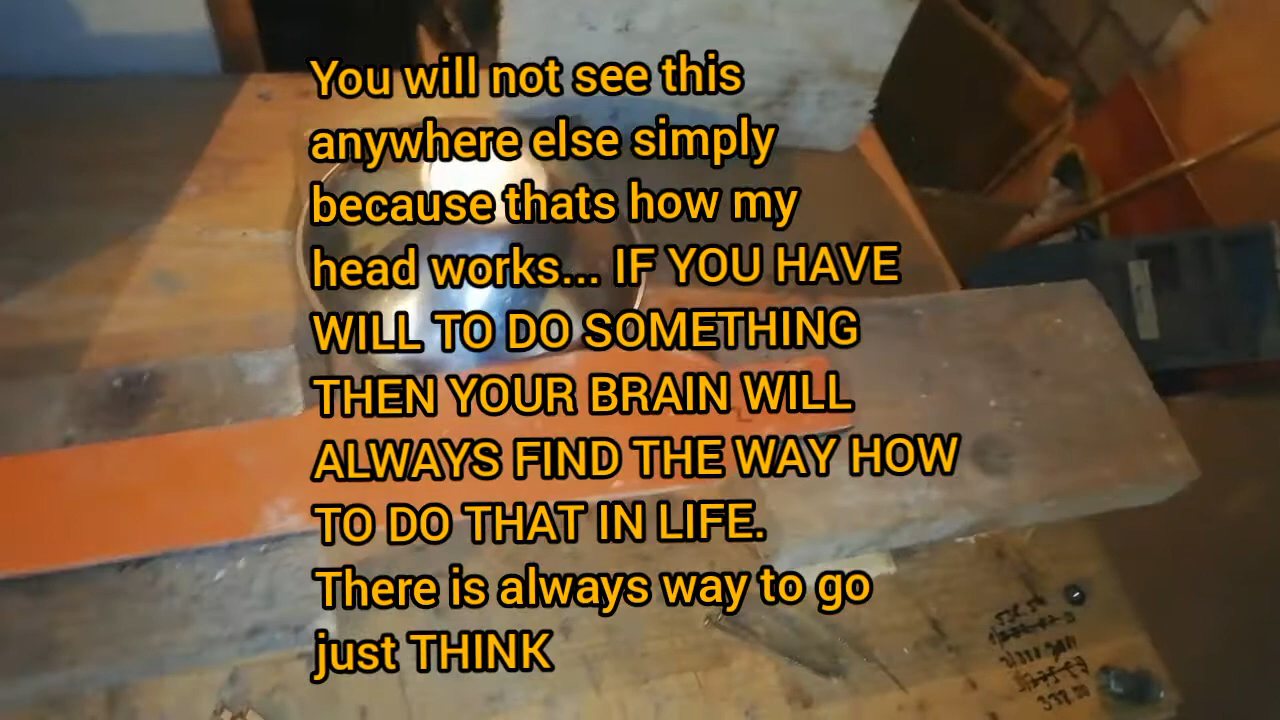 You will not see this
anywhere else simply
because thats how my
head works... IF YOU HAVE
WILL TO DO SOMETHING
THEN YOUR BRAIN WILL
ALWAYS FIND THE WAY HOW
TO DO THAT IN LIFE.
There is always way to go
just THINK